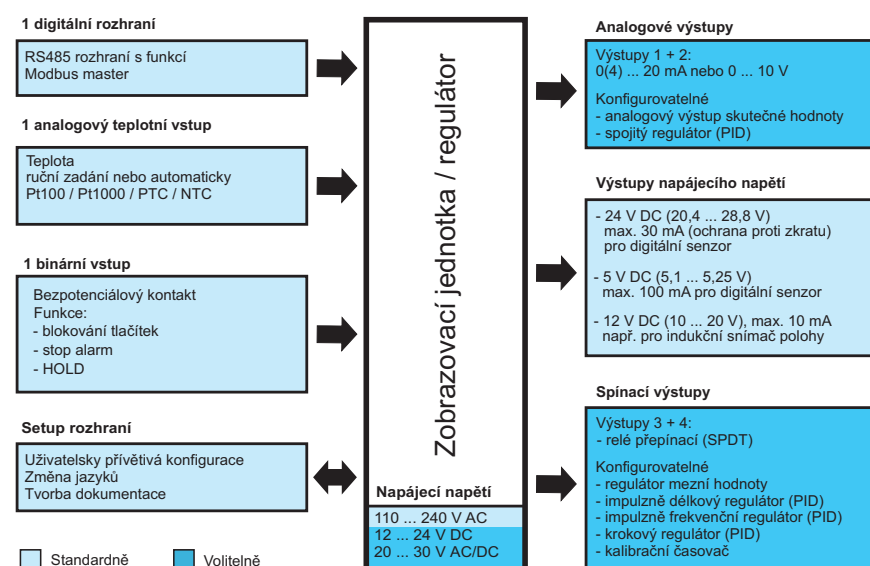 1 digitální rozhraní
RS485 rozhraní s funkcí
Modbus master
1 analogový teplotní vstup
Teplota
ruční zadání nebo automaticky
Pt100 / Pt1000 / PTC / NTC
1 binární vstup
Bezpotenciálový kontakt
Funkce:
- blokování tlačítek
- stop alarm
- HOLD
Setup rozhraní
Uživatelsky přívětivá konfigurace
Změna jazyků
Tvorba dokumentace
Standardně
Volitelně
Zobrazovací jednotka / regulátor
Napájecí napětí
110 ... 240 V AC
12 ... 24 V DC
20 ... 30 V AC/DC
Analogové výstupy
Výstupy 1 + 2:
0(4) ... 20 mA nebo 0 ... 10 V
Konfigurovatelné
- analogový výstup skutečné hodnoty
- spojitý regulátor (PID)
Výstupy napájecího napětí
- 24 V DC (20,4 ... 28,8 V)
max. 30 mA (ochrana proti zkratu)
pro digitální senzor
- 5 V DC (5,1 ... 5,25 V)
max. 100 mA pro digitální senzor
- 12 V DC (10 ... 20 V), max. 10 mA
např. pro indukční snímač polohy
Spínací výstupy
Výstupy 3 + 4:
- relé přepínací (SPDT)
Konfigurovatelné
- regulátor mezní hodnoty
- impulzně délkový regulátor (PID)
- impulzně frekvenční regulátor (PID)
- krokový regulátor (PID)
- kalibrační časovač